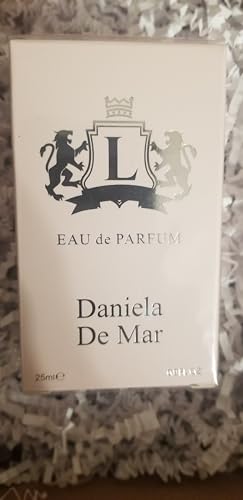 L
EAU de PARFUM
Daniela
De Mar
25ml℮